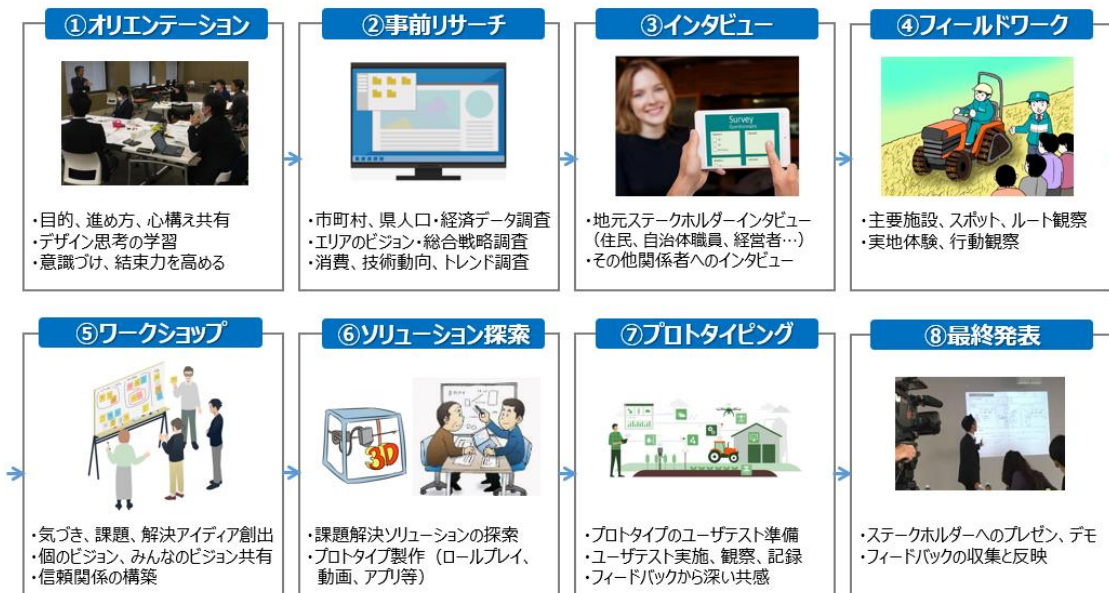 ①オリエンテーション
・目的、進め方、心構え共有
・デザイン思考の学習
・意識づけ、結束力を高める
②事前リサーチ
・市町村、県人口・経済データ調査
・エリアのビジョン・総合戦略調査
・消費、技術動向、トレンド調査
③インタビュー
Survey
・地元ステークホルダーインタビュー
（住民、自治体職員、経営者…）
・その他関係者へのインタビュー
④フィールドワーク
・主要施設、スポット、ルート観察
・実地体験、行動観察
⑤ワークショップ
・気づき、課題、解決アイディア創出
・個のビジョン、みんなのビジョン共有
・信頼関係の構築
⑥ソリューション探索
3D
・課題解決ソリューションの探索
・プロトタイプ製作（ロールプレイ、
動画、アプリ等）
⑦プロトタイピング
・プロトタイプのユーザテスト準備
・ユーザテスト実施、観察、記録
・フィードバックから深い共感
⑧最終発表
・ステークホルダーへのプレゼン、デモ
・フィードバックの収集と反映